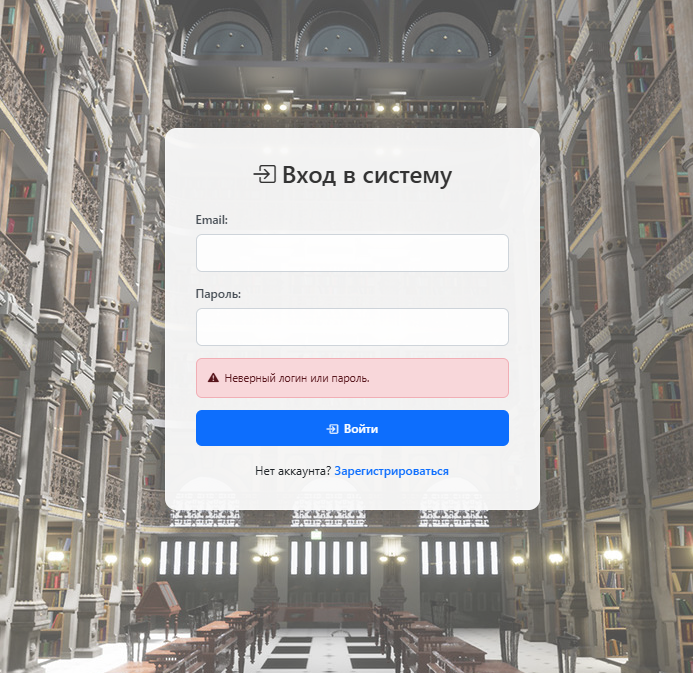 Вход в систему
Email:
Пароль:
Неверный логин или пароль.
Войти
Нет аккаунта? Зарегистрироваться